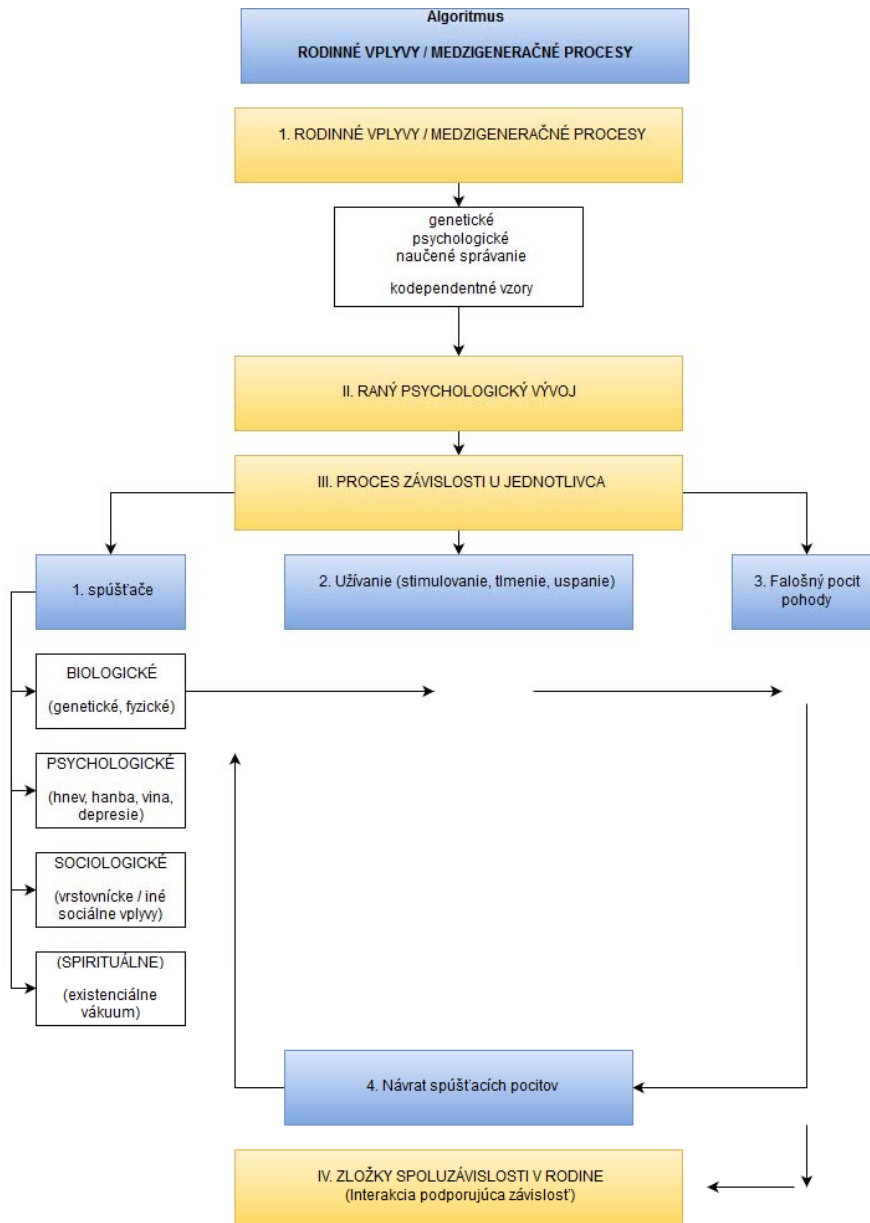 Algoritmus
RODINNÉ VPLYVY / MEDZIGENERAČNÉ PROCESY
1. RODINNÉ VPLYVY / MEDZIGENERAČNÉ PROCESY
genetické
psychologické
naučené správanie
kodependentné vzory
II. RANÝ PSYCHOLOGICKÝ VÝVOJ
III. PROCES ZÁVISLOSTI U JEDNOTLIVCA
1. spúšťače
2. Užívanie (stimulovanie, tlmenie, uspanie)
3. Falošný pocit
pohody
BIOLOGICKÉ
(genetické, fyzické)
PSYCHOLOGICKÉ
(hnev, hanba, vina,
depresie)
SOCIOLOGICKÉ
(vrstovnícke / iné
sociálne vplyvy)
(SPIRITUÁLNE)
(existenciálne
vákuum)
4. Návrat spúšťacích pocitov
IV. ZLOŽKY SPOLUZÁVISLOSTI V RODINE
(Interakcia podporujúca závislosť)